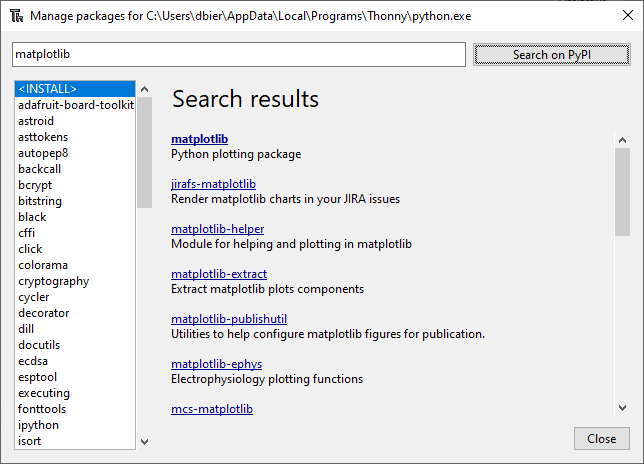 Manage packages for C:\Users\dbier\AppData\Local\Programs\Thonny\python.exe
matplotlib
Search on PyPI
<INSTALL>
adafruit-board-toolkit
astroid
asttokens
autopep8
backcall
bcrypt
bitstring
black
cffi
click
colorama
cryptography
cycler
decorator
dill
docutils
ecdsa
esptool
executing
fonttools
ipython
isort
Search results
matplotlib
Python plotting package
jirafs-matplotlib
Render matplotlib charts in your JIRA issues
matplotlib-helper
Module for helping and plotting in matplotlib
matplotlib-extract
Extract matplotlib plots components
matplotlib-publishutil
Utilities to help configure matplotlib figures for publication.
matplotlib-ephys
Electrophysiology plotting functions
mcs-matplotlib
Close